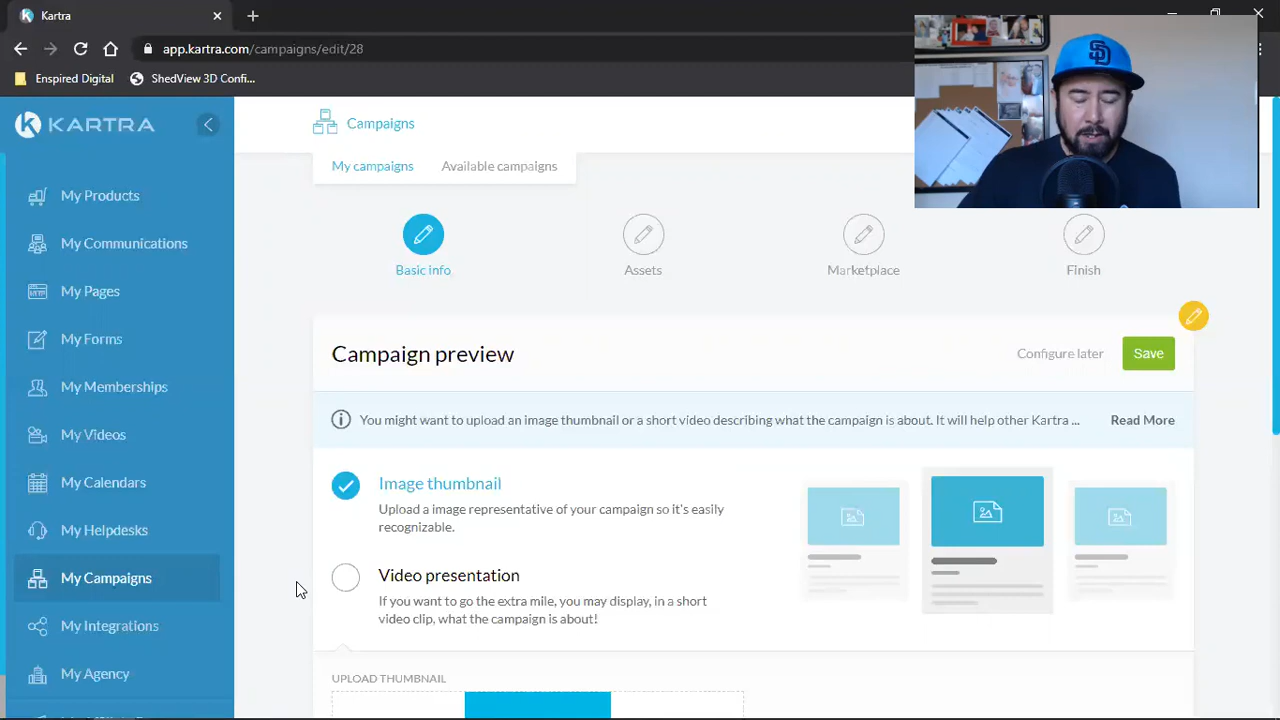 Kartra
app.kartra.com/campaigns/edit/28
Enspired Digital
ShedView 3D Conf...
KARTRA
Campaigns
My campaigns
Available campaigns
My Products
My Communications
My Pages
My Forms
My Memberships
My Videos
My Calendars
My Helpdesks
My Campaigns
My Integrations
My Agency
Basic info
Assets
Marketplace
Finish
Campaign preview
Configure later
Save
You might want to upload an image thumbnail or a short video describing what the campaign is about. It will help other Kartra ...
Read More
Image thumbnail
Upload a image representative of your campaign so it's easily
recognizable.
Video presentation
If you want to go the extra mile, you may display, in a short
video clip, what the campaign is about!
UPLOAD THUMBNAIL